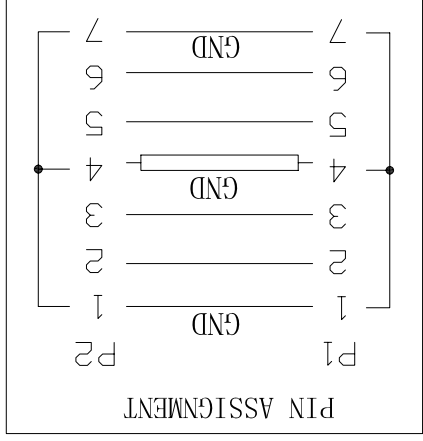 PIN ASSIGNMENT
P1 P2
GND
1 1
2 2
3 3
GND
4 4
5 5
6 6
GND
7 7